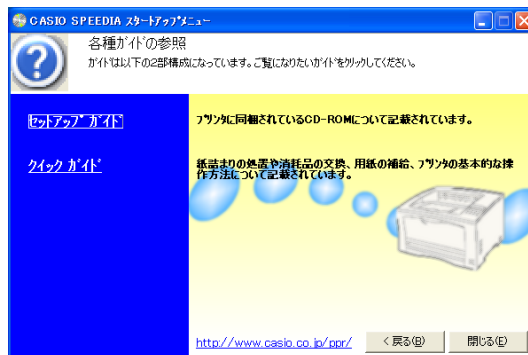 CASIO SPEEDIA ｽﾀｰﾄｱｯﾌﾟﾒﾆｭｰ
各種ｶﾞｲﾄﾞの参照
ｶﾞｲﾄﾞは以下の2部構成になっています。ご覧になりたいｶﾞｲﾄﾞをｸﾘｯｸしてください。
ｾｯﾄｱｯﾌﾟ ｶﾞｲﾄﾞ
ﾌﾟﾘﾝﾀに同梱されているCD-ROMについて記載されています。
ｸｲｯｸ ｶﾞｲﾄﾞ
紙詰まりの処置や消耗品の交換、用紙の補給、ﾌﾟﾘﾝﾀの基本的な操
作方法について記載されています。
http://www.casio.co.jp/ppr/
< 戻る(B)
閉じる(E)